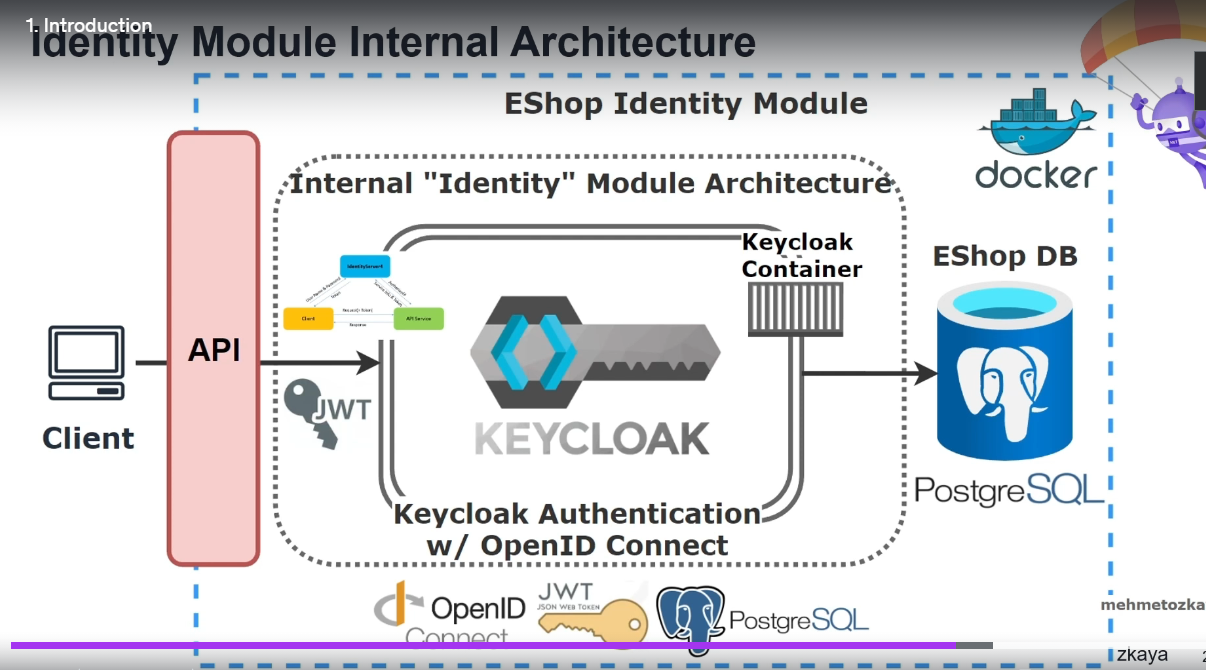 1. Introduction
Identity Module Internal Architecture
EShop Identity Module
docker
Internal "Identity" Module Architecture
Keycloak
Container
EShop DB
IdentityServer4
Client
API Service
Response
API
JWT
KEYCLOAK
Client
PostgreSQL
Keycloak Authentication
w/ OpenID Connect
OpenID
Connect
JWT
JSON WEB TOKEN
PostgreSQL
mehmetozka
zkaya